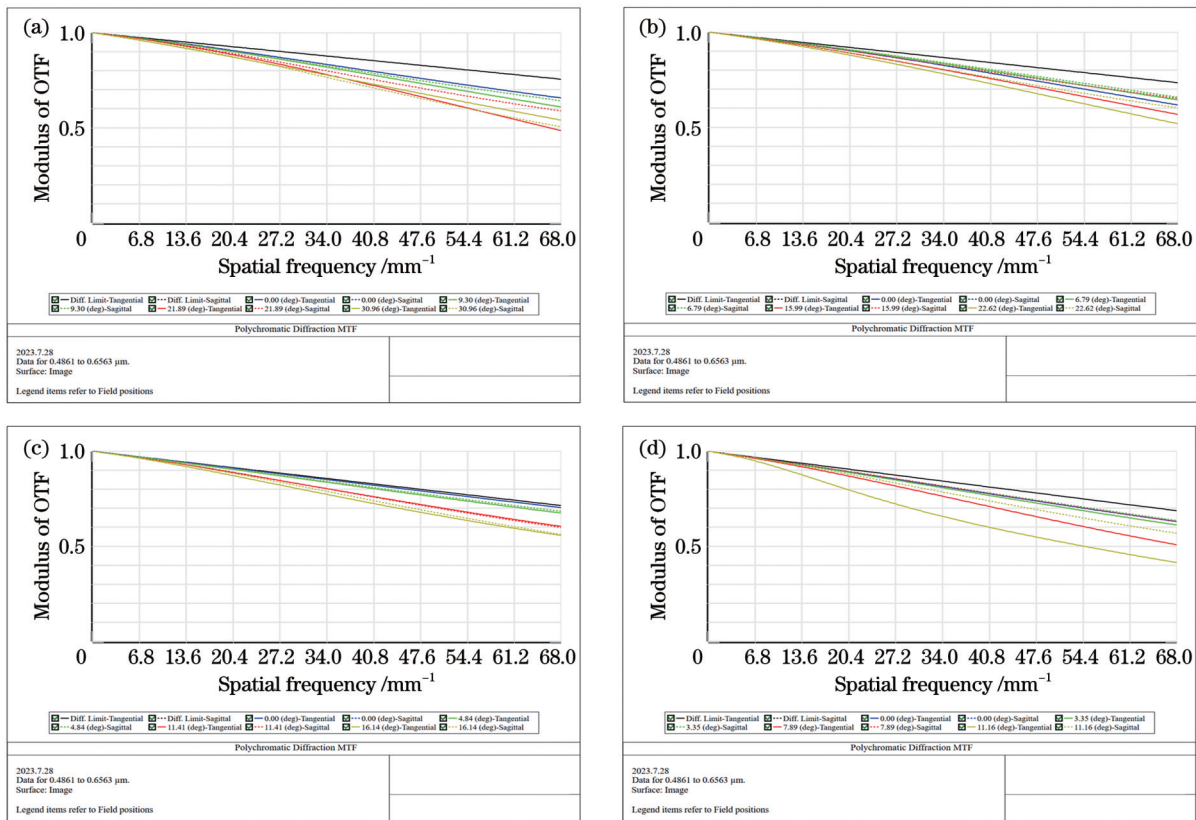 (a)
1.0
0.5
Modulus of OTF
0 6.8 13.6 20.4 27.2 34.0 40.8 47.6 54.4 61.2 68.0
Spatial frequency /mm⁻¹
Diff. Limit-Tangential Diff. Limit-Sagittal 0.00 (deg)-Tangential 0.00 (deg)-Sagittal 9.30 (deg)-Tangential
9.30 (deg)-Sagittal 21.89 (deg)-Tangential 21.89 (deg)-Sagittal 30.96 (deg)-Tangential 30.96 (deg)-Sagittal
Polychromatic Diffraction MTF
2023.7.28
Data for 0.4861 to 0.6563 μm.
Surface: Image
Legend items refer to Field positions
(b)
1.0
0.5
Modulus of OTF
0 6.8 13.6 20.4 27.2 34.0 40.8 47.6 54.4 61.2 68.0
Spatial frequency /mm⁻¹
Diff. Limit-Tangential Diff. Limit-Sagittal 0.00 (deg)-Tangential 0.00 (deg)-Sagittal 6.79 (deg)-Tangential
6.79 (deg)-Sagittal 15.99 (deg)-Tangential 15.99 (deg)-Sagittal 22.62 (deg)-Tangential 22.62 (deg)-Sagittal
Polychromatic Diffraction MTF
2023.7.28
Data for 0.4861 to 0.6563 μm.
Surface: Image
Legend items refer to Field positions
(c)
1.0
0.5
Modulus of OTF
0 6.8 13.6 20.4 27.2 34.0 40.8 47.6 54.4 61.2 68.0
Spatial frequency /mm⁻¹
Diff. Limit-Tangential Diff. Limit-Sagittal 0.00 (deg)-Tangential 0.00 (deg)-Sagittal 4.84 (deg)-Tangential
4.84 (deg)-Sagittal 11.41 (deg)-Tangential 11.41 (deg)-Sagittal 16.14 (deg)-Tangential 16.14 (deg)-Sagittal
Polychromatic Diffraction MTF
2023.7.28
Data for 0.4861 to 0.6563 μm.
Surface: Image
Legend items refer to Field positions
(d)
1.0
0.5
Modulus of OTF
0 6.8 13.6 20.4 27.2 34.0 40.8 47.6 54.4 61.2 68.0
Spatial frequency /mm⁻¹
Diff. Limit-Tangential Diff. Limit-Sagittal 0.00 (deg)-Tangential 0.00 (deg)-Sagittal 3.35 (deg)-Tangential
3.35 (deg)-Sagittal 7.89 (deg)-Tangential 7.89 (deg)-Sagittal 11.16 (deg)-Tangential 11.16 (deg)-Sagittal
Polychromatic Diffraction MTF
2023.7.28
Data for 0.4861 to 0.6563 μm.
Surface: Image
Legend items refer to Field positions